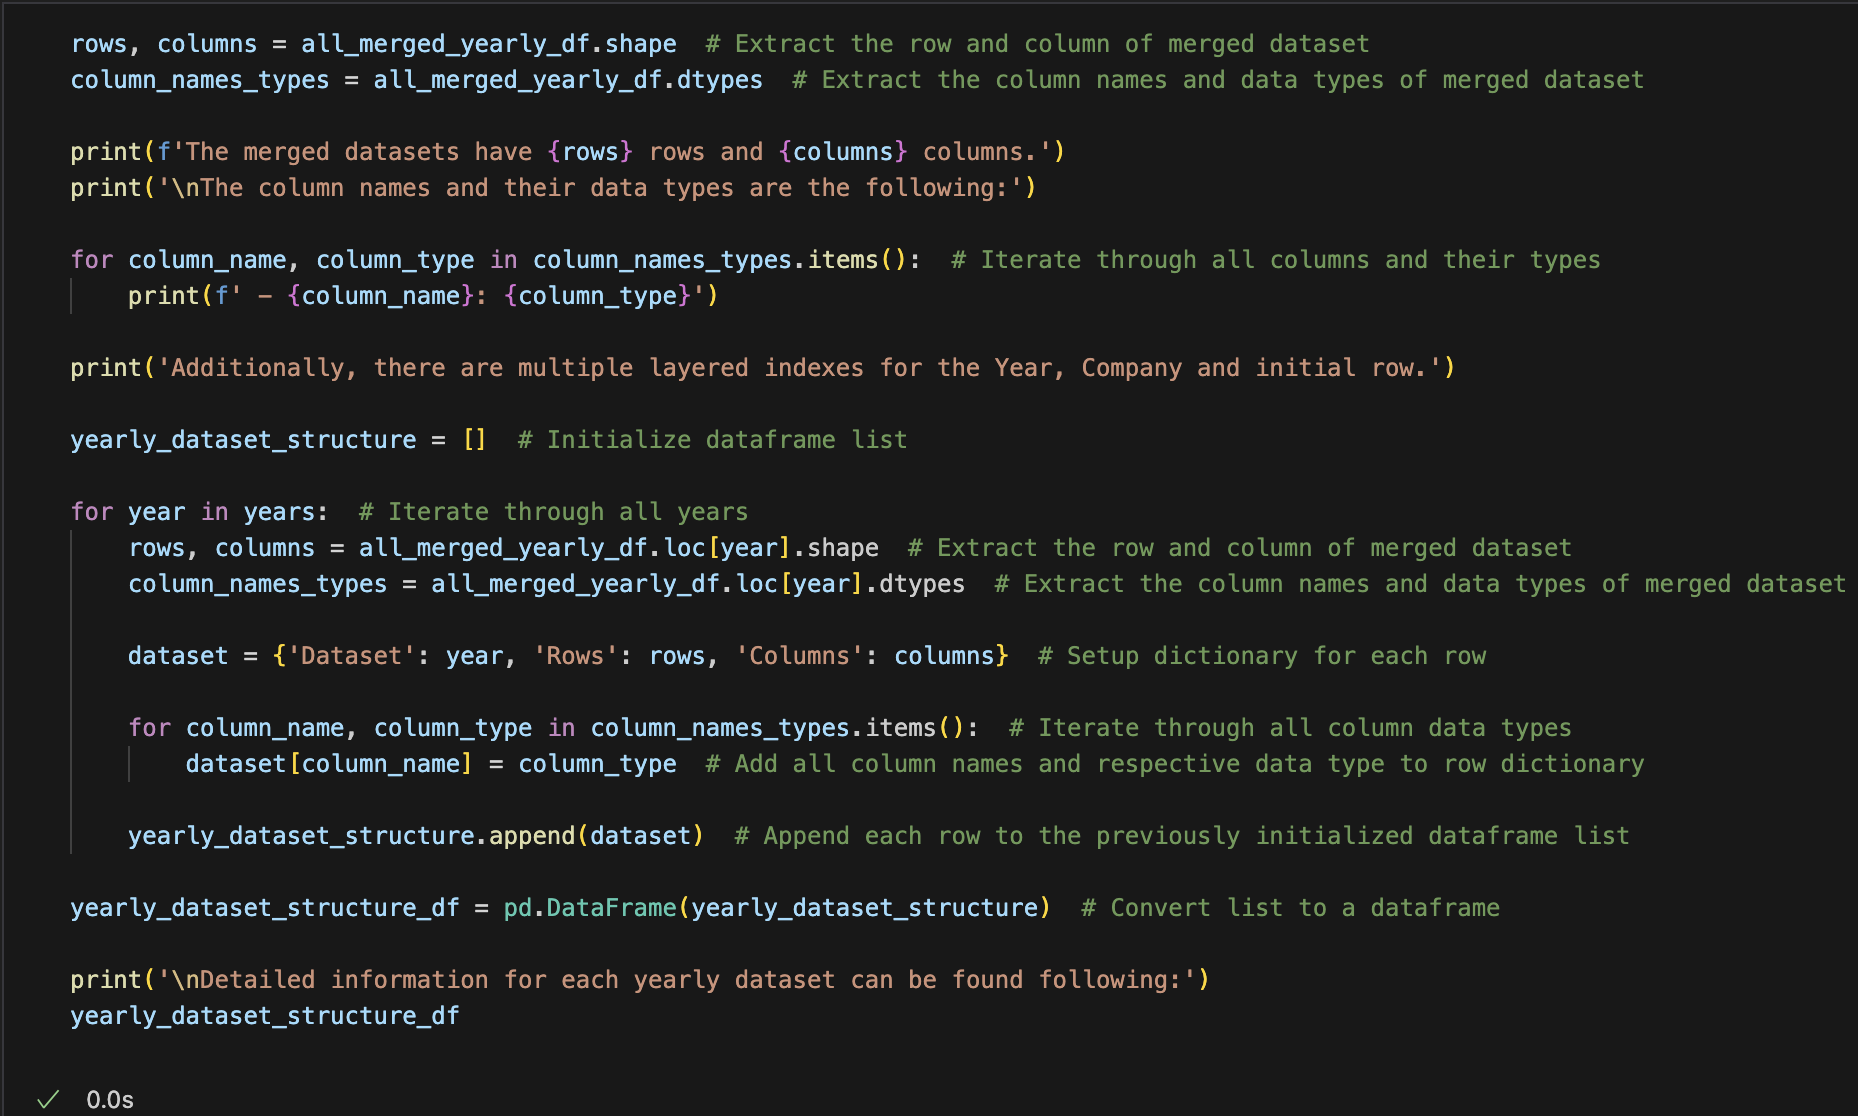 rows, columns = all_merged_yearly_df.shape  # Extract the row and column of merged dataset
column_names_types = all_merged_yearly_df.dtypes  # Extract the column names and data types of merged dataset

print(f'The merged datasets have {rows} rows and {columns} columns.')
print('\nThe column names and their data types are the following:')

for column_name, column_type in column_names_types.items():  # Iterate through all columns and their types
    print(f' – {column_name}: {column_type}')

print('Additionally, there are multiple layered indexes for the Year, Company and initial row.')

yearly_dataset_structure = []  # Initialize dataframe list

for year in years:  # Iterate through all years
    rows, columns = all_merged_yearly_df.loc[year].shape  # Extract the row and column of merged dataset
    column_names_types = all_merged_yearly_df.loc[year].dtypes  # Extract the column names and data types of merged dataset

    dataset = {'Dataset': year, 'Rows': rows, 'Columns': columns}  # Setup dictionary for each row

    for column_name, column_type in column_names_types.items():  # Iterate through all column data types
        dataset[column_name] = column_type  # Add all column names and respective data type to row dictionary

    yearly_dataset_structure.append(dataset)  # Append each row to the previously initialized dataframe list

yearly_dataset_structure_df = pd.DataFrame(yearly_dataset_structure)  # Convert list to a dataframe

print('\nDetailed information for each yearly dataset can be found following:')
yearly_dataset_structure_df

✓ 0.0s